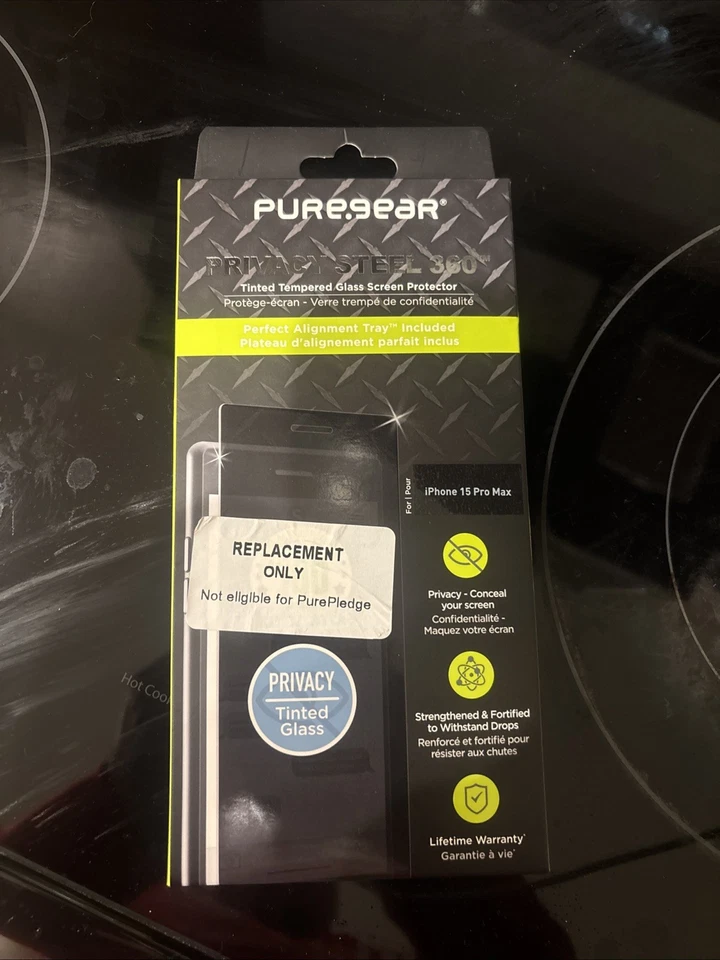 PUREGEAR®
PRIVACY STEEL 360™
Tinted Tempered Glass Screen Protector
Protège-écran - Verre trempé de confidentialité
Perfect Alignment Tray™ Included
Plateau d'alignement parfait inclus
For | Pour
iPhone 15 Pro Max
REPLACEMENT
ONLY
Not eligible for PurePledge
PRIVACY
Tinted
Glass
Privacy - Conceal
your screen
Confidentialité -
Maquez votre écran
Strengthened & Fortified
to Withstand Drops
Renforcé et fortifié pour
résister aux chutes
Lifetime Warranty*
Garantie à vie*
Hot Cool